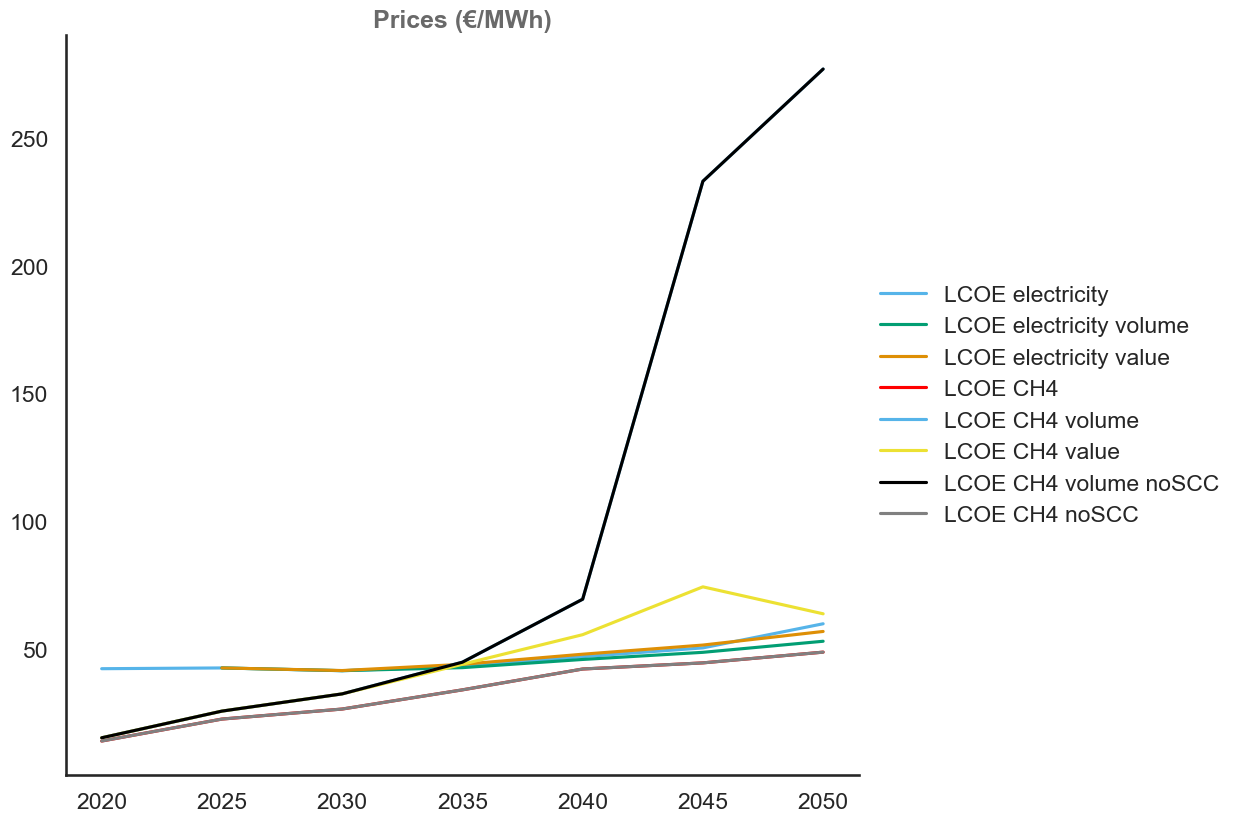 Prices (€/MWh)
250
200
150
100
50
2020 2025 2030 2035 2040 2045 2050
LCOE electricity
LCOE electricity volume
LCOE electricity value
LCOE CH4
LCOE CH4 volume
LCOE CH4 value
LCOE CH4 volume noSCC
LCOE CH4 noSCC